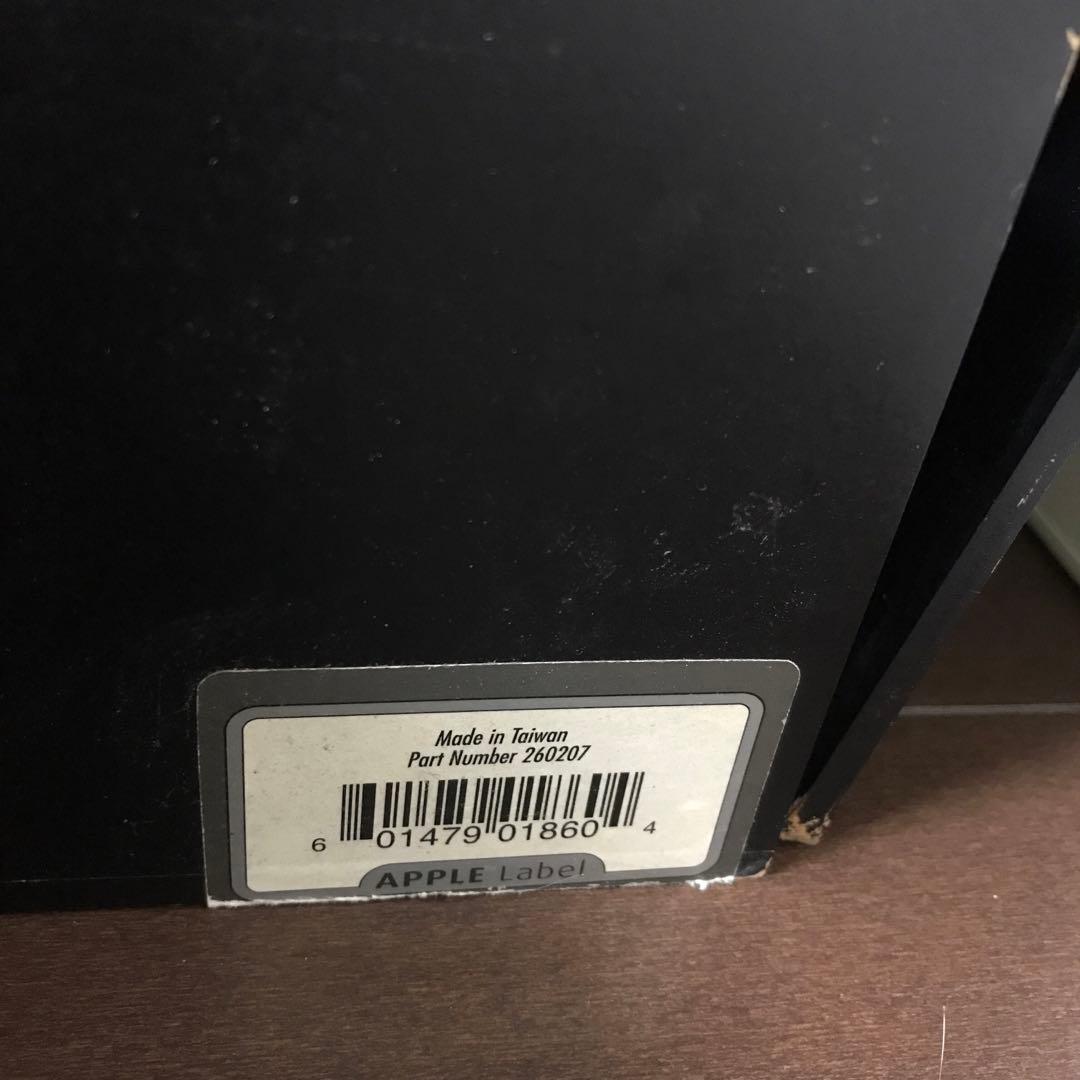 Made in Taiwan
Part Number 260207
6 01479 01860 4
APPLE Label